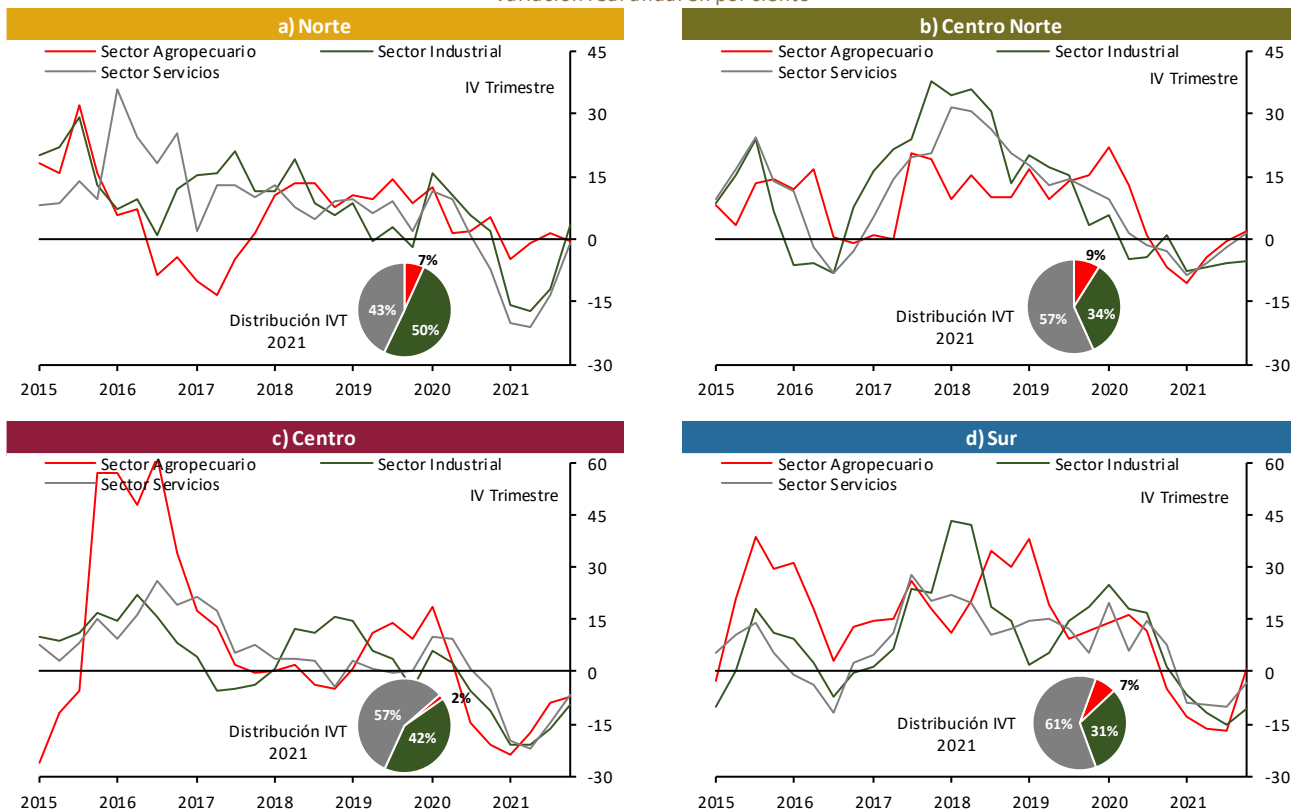 a) Norte
Sector Agropecuario
Sector Industrial
Sector Servicios
IV Trimestre
45
30
15
0
-15
-30
7%
43%
50%
Distribución IVT
2021
2015 2016 2017 2018 2019 2020 2021
b) Centro Norte
Sector Agropecuario
Sector Industrial
Sector Servicios
IV Trimestre
45
30
15
0
-15
-30
9%
57%
34%
Distribución IVT
2021
2015 2016 2017 2018 2019 2020 2021
c) Centro
Sector Agropecuario
Sector Industrial
Sector Servicios
IV Trimestre
60
45
30
15
0
-15
-30
57%
2%
42%
Distribución IVT
2021
2015 2016 2017 2018 2019 2020 2021
d) Sur
Sector Agropecuario
Sector Industrial
Sector Servicios
IV Trimestre
60
45
30
15
0
-15
-30
7%
61%
31%
Distribución IVT
2021
2015 2016 2017 2018 2019 2020 2021